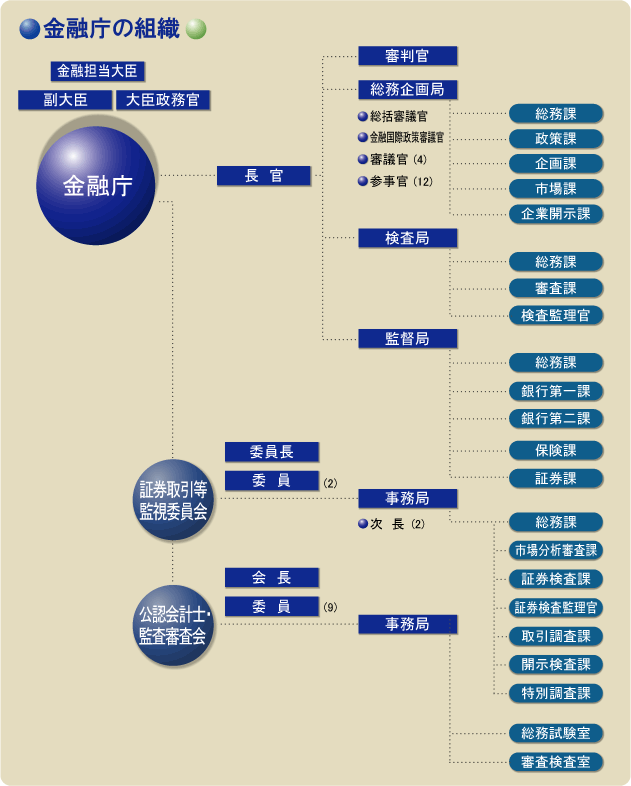 金融庁の組織
金融担当大臣
副大臣
大臣政務官
金融庁
長 官
審判官
総務企画局
総括審議官
金融国際政策審議官
審議官 (4)
参事官 (12)
総務課
政策課
企画課
市場課
企業開示課
検査局
総務課
審査課
検査監理官
監督局
総務課
銀行第一課
銀行第二課
保険課
証券課
証券取引等
監視委員会
委員長
委 員 (2)
事務局
次 長 (2)
総務課
市場分析審査課
証券検査課
証券検査監理官
取引調査課
開示検査課
特別調査課
公認会計士・
監査審査会
会 長
委 員 (9)
事務局
総務試験室
審査検査室